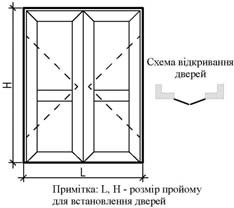 Схема відкривання
дверей
H
L
Примітка: L, H - розмір пройому
для встановлення дверей